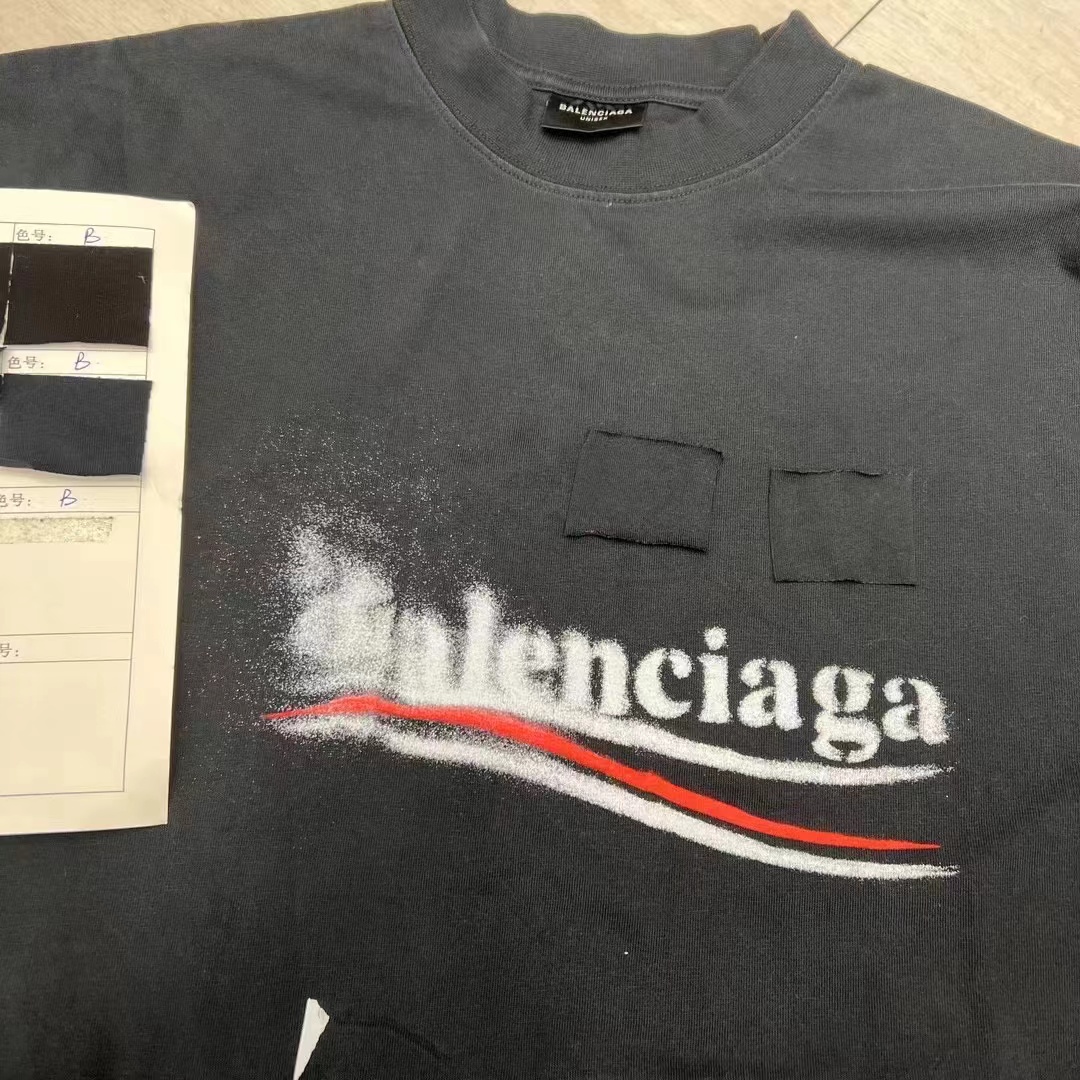 BALENCIAGA
UNISEX
色号: B
色号: B
色号: B
号:
Balenciaga